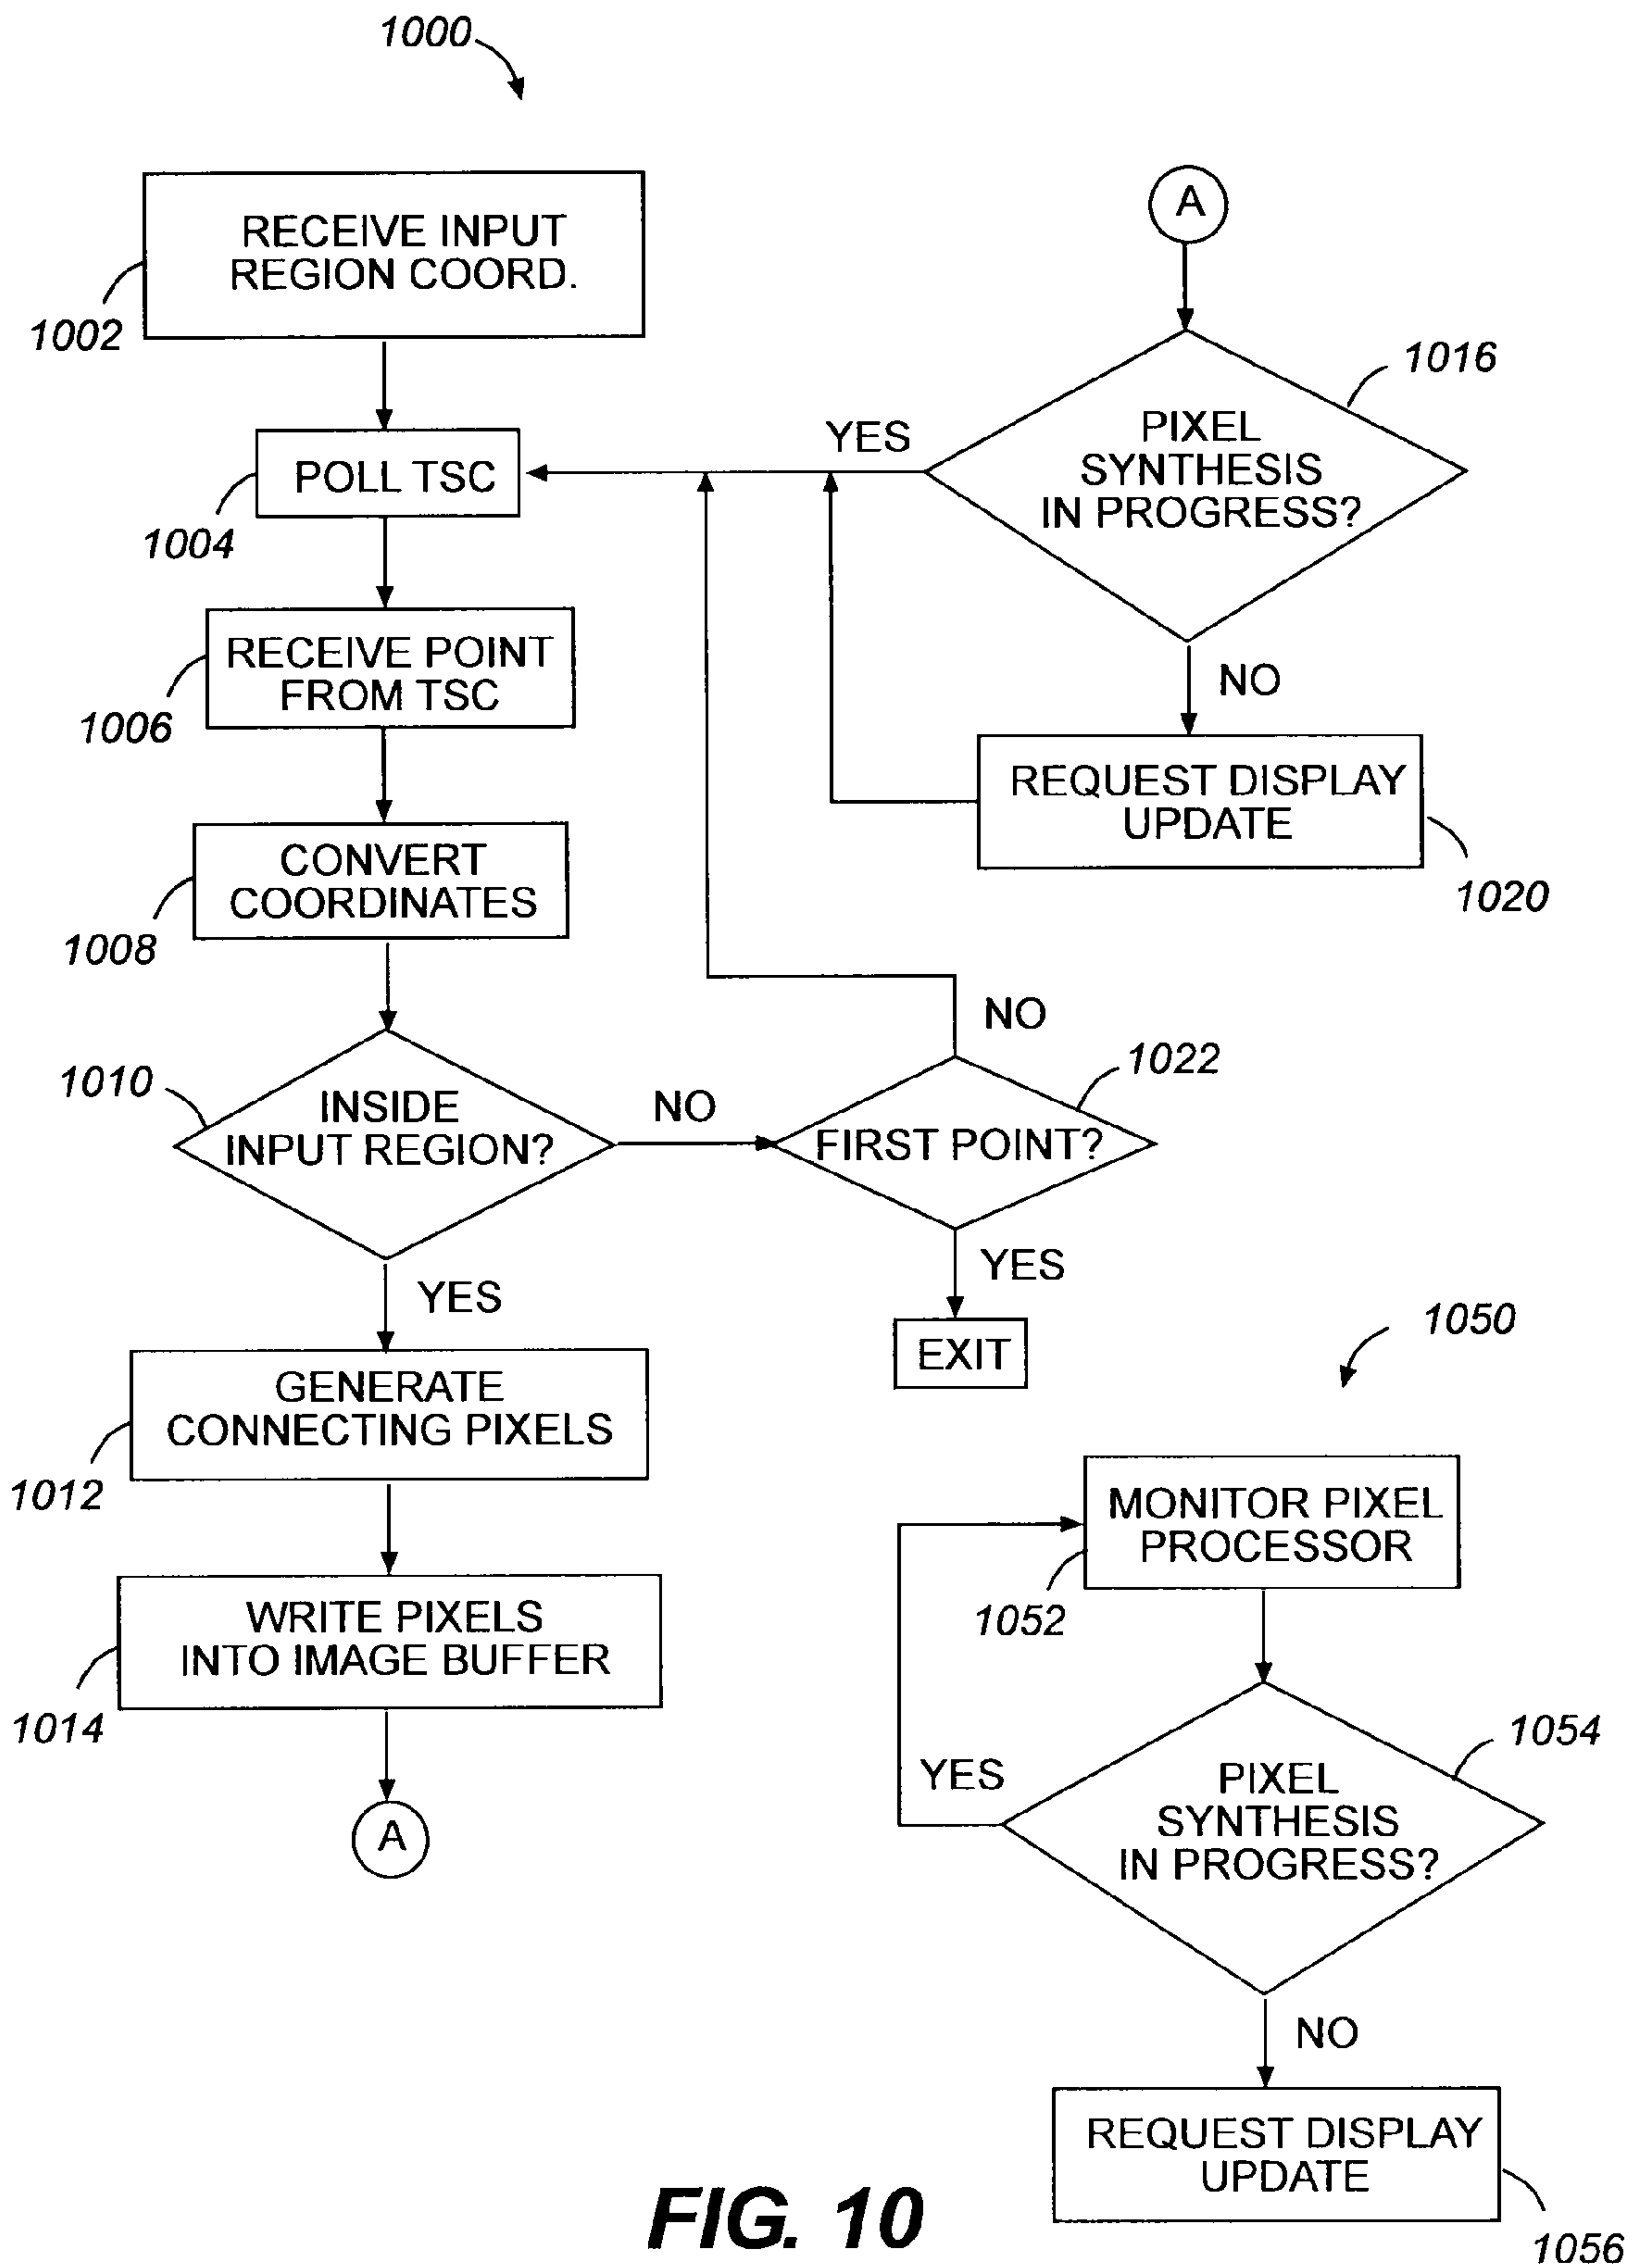 1000
RECEIVE INPUT
REGION COORD.
1002
POLL TSC
1004
RECEIVE POINT
FROM TSC
1006
CONVERT
COORDINATES
1008
INSIDE
INPUT REGION?
1010
NO
YES
GENERATE
CONNECTING PIXELS
1012
WRITE PIXELS
INTO IMAGE BUFFER
1014
A
A
PIXEL
SYNTHESIS
IN PROGRESS?
1016
YES
NO
REQUEST DISPLAY
UPDATE
1020
NO
FIRST POINT?
1022
YES
EXIT
1050
MONITOR PIXEL
PROCESSOR
1052
PIXEL
SYNTHESIS
IN PROGRESS?
1054
YES
NO
REQUEST DISPLAY
UPDATE
1056
FIG. 10